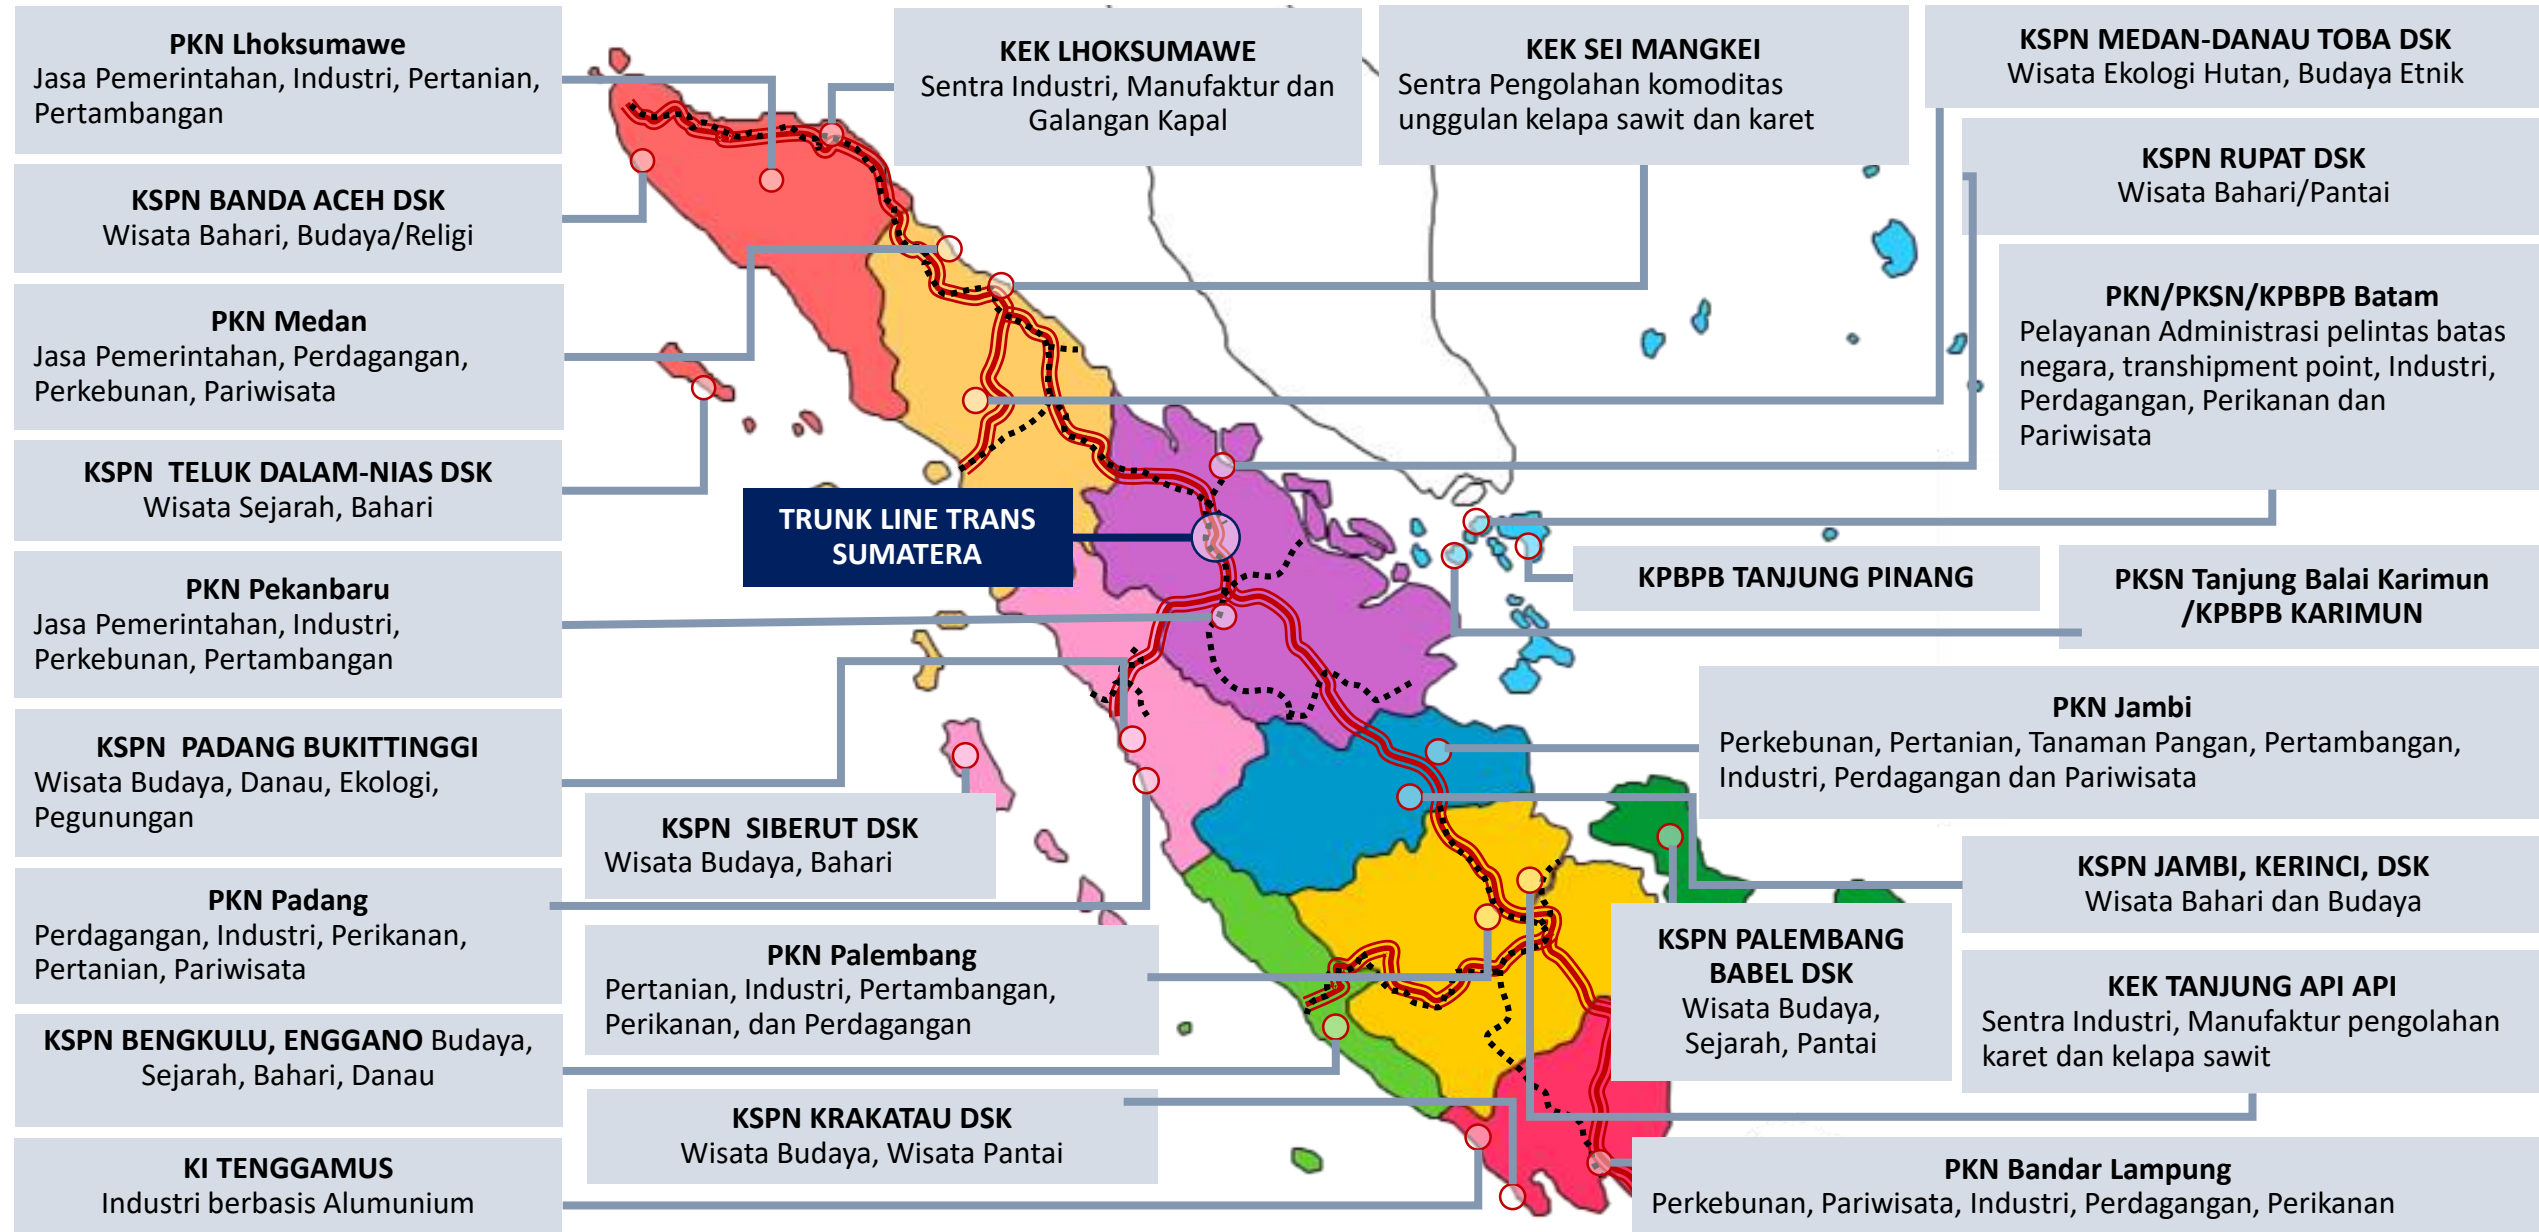 PKN Lhoksumawe
Jasa Pemerintahan, Industri, Pertanian,
Pertambangan
KSPN BANDA ACEH DSK
Wisata Bahari, Budaya/Religi
PKN Medan
Jasa Pemerintahan, Perdagangan,
Perkebunan, Pariwisata
KSPN TELUK DALAM-NIAS DSK
Wisata Sejarah, Bahari
PKN Pekanbaru
Jasa Pemerintahan, Industri,
Perkebunan, Pertambangan
KSPN PADANG BUKITTINGGI
Wisata Budaya, Danau, Ekologi,
Pegunungan
PKN Padang
Perdagangan, Industri, Perikanan,
Pertanian, Pariwisata
KSPN BENGKULU, ENGGANO Budaya,
Sejarah, Bahari, Danau
KI TENGGAMUS
Industri berbasis Alumunium
KEK LHOKSUMAWE
Sentra Industri, Manufaktur dan
Galangan Kapal
KEK SEI MANGKEI
Sentra Pengolahan komoditas
unggulan kelapa sawit dan karet
TRUNK LINE TRANS
SUMATERA
KSPN SIBERUT DSK
Wisata Budaya, Bahari
PKN Palembang
Pertanian, Industri, Pertambangan,
Perikanan, dan Perdagangan
KSPN KRAKATAU DSK
Wisata Budaya, Wisata Pantai
KSPN MEDAN-DANAU TOBA DSK
Wisata Ekologi Hutan, Budaya Etnik
KSPN RUPAT DSK
Wisata Bahari/Pantai
PKN/PKSN/KPBPB Batam
Pelayanan Administrasi pelintas batas
negara, transhipment point, Industri,
Perdagangan, Perikanan dan
Pariwisata
KPBPB TANJUNG PINANG
PKSN Tanjung Balai Karimun
/KPBPB KARIMUN
PKN Jambi
Perkebunan, Pertanian, Tanaman Pangan, Pertambangan,
Industri, Perdagangan dan Pariwisata
KSPN JAMBI, KERINCI, DSK
Wisata Bahari dan Budaya
KSPN PALEMBANG
BABEL DSK
Wisata Budaya,
Sejarah, Pantai
KEK TANJUNG API API
Sentra Industri, Manufaktur pengolahan
karet dan kelapa sawit
PKN Bandar Lampung
Perkebunan, Pariwisata, Industri, Perdagangan, Perikanan